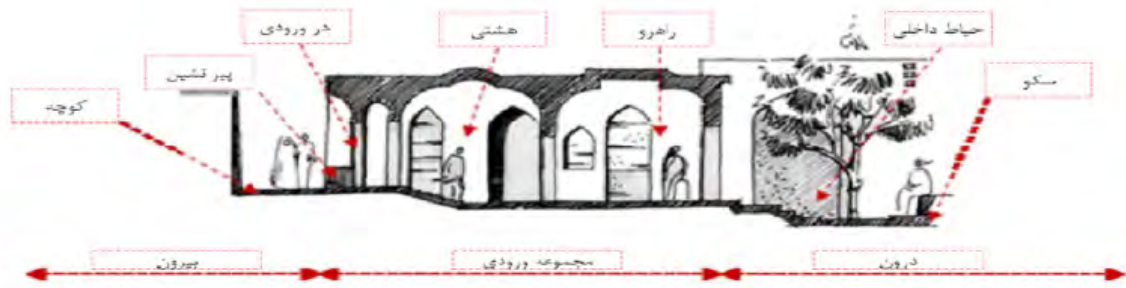 حیاط داخلی
راهرو
هشتی
در ورودی
پیر نشین
سکو
کوچه
درون
مجموعه ورودی
بیرون